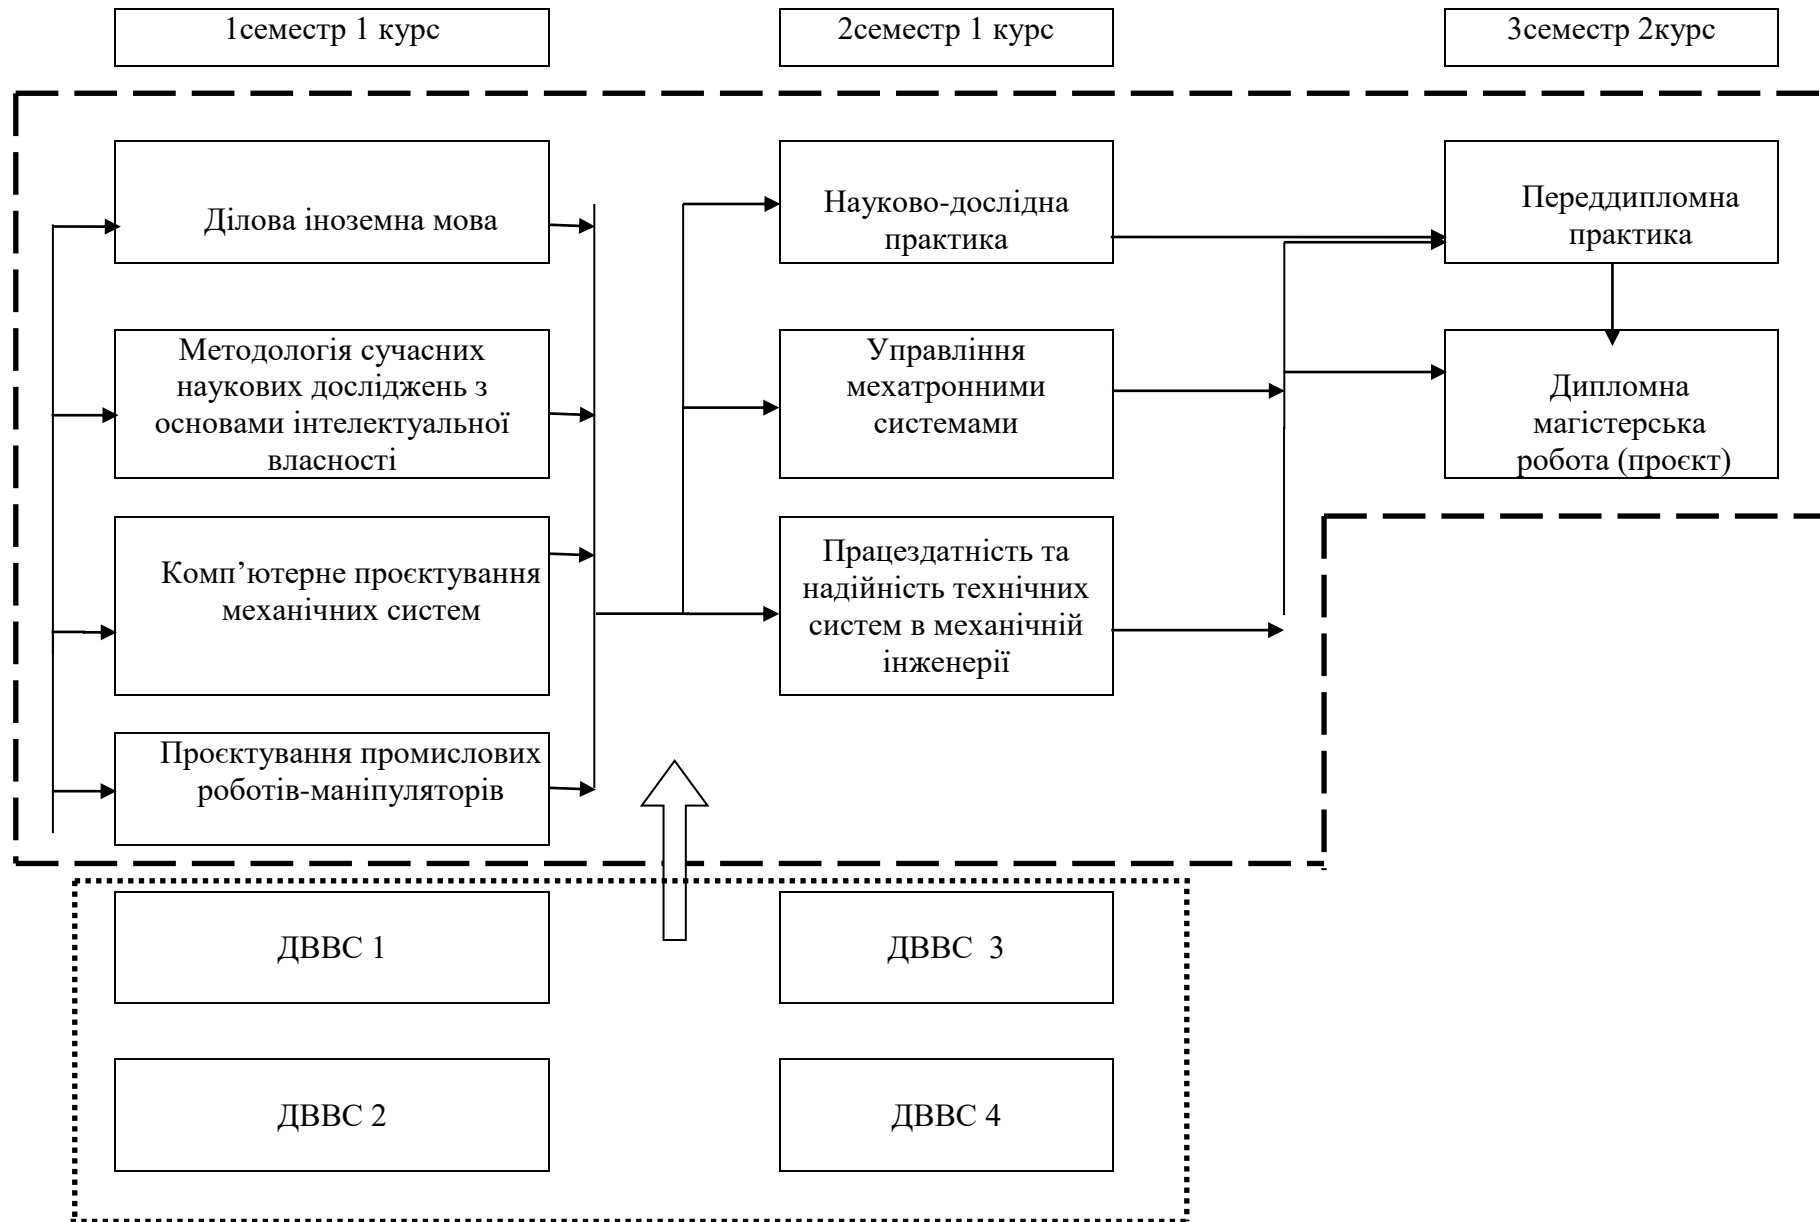 1семестр 1 курс
2семестр 1 курс
3семестр 2курс
Ділова іноземна мова
Науково-дослідна
практика
Переддипломна
практика
Методологія сучасних
наукових досліджень з
основами інтелектуальної
власності
Управління
мехатронними
системами
Дипломна
магістерська
робота (проєкт)
Комп’ютерне проєктування
механічних систем
Працездатність та
надійність технічних
систем в механічній
інженерії
Проєктування промислових
роботів-маніпуляторів
ДВВС 1
ДВВС  3
ДВВС 2
ДВВС 4